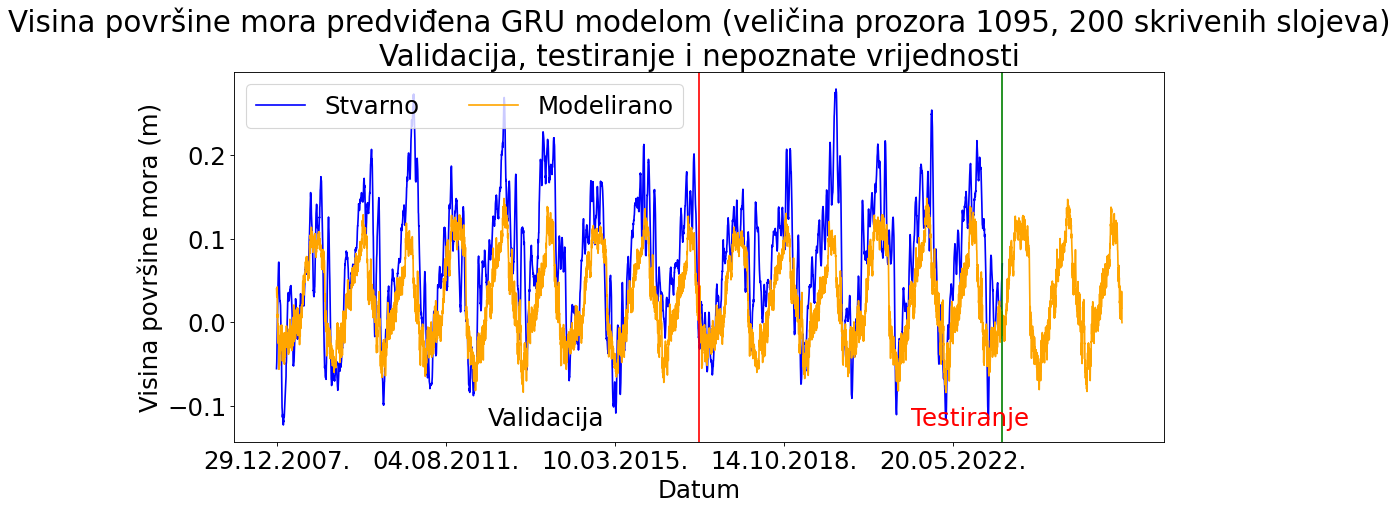 Visina površine mora predviđena GRU modelom (veličina prozora 1095, 200 skrivenih slojeva)
Validacija, testiranje i nepoznate vrijednosti
Stvarno Modelirano
Visina površine mora (m)
0.2
0.1
0.0
−0.1
Validacija Testiranje
29.12.2007. 04.08.2011. 10.03.2015. 14.10.2018. 20.05.2022.
Datum